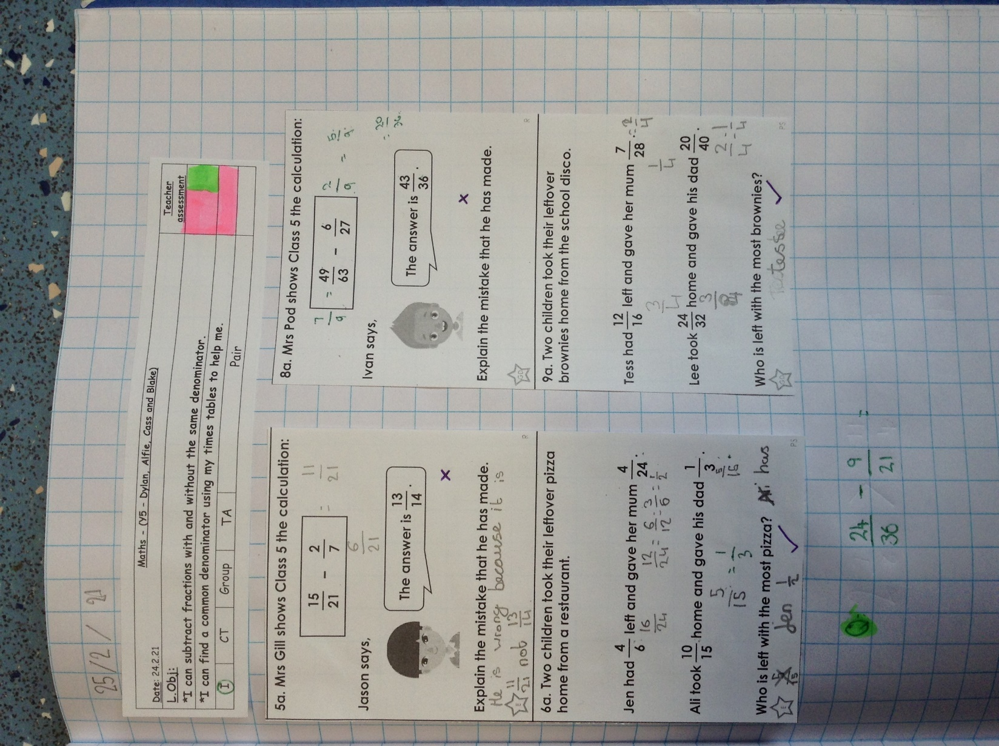 25/2/21
Maths - (Y5 - Dylan, Alfie, Cass and Blake)
Date: 24.2.21
L.Obj:
Teacher assessment
*I can subtract fractions with and without the same denominator.
*I can find a common denominator using my times tables to help me.
I CT Group TA Pair
5a. Mrs Gill shows Class 5 the calculation:
15/21 - 2/7 = 11/21
6/21
Jason says,
The answer is 13/14.
x
Explain the mistake that he has made.
He is wrong because it is
11/21 not 13/14
R
6a. Two children took their leftover pizza
home from a restaurant.
Jen had 4/6 left and gave her mum 4/24.
16/24 12/24 = 6/12 = 3/6 = 1/2
Ali took 10/15 home and gave his dad 1/3.
5/15
5/15 = 1/3
Who is left with the most pizza? has
Jen 1/2 ✓
PS
8a. Mrs Pod shows Class 5 the calculation:
7/9 = 49/63 - 6/27 2/9 = 5/9
= 20/36
Ivan says,
The answer is 43/36.
x
Explain the mistake that he has made.
GD
R
9a. Two children took their leftover
brownies home from the school disco.
Tess had 12/16 left and gave her mum 7/28. = 2/4
3/4 1/4
Lee took 24/32 home and gave his dad 20/40.
3/4 2/4 = 1/4
Who is left with the most brownies?
tesse ✓
GD
PS
Q: 24/36 - 9/21 =